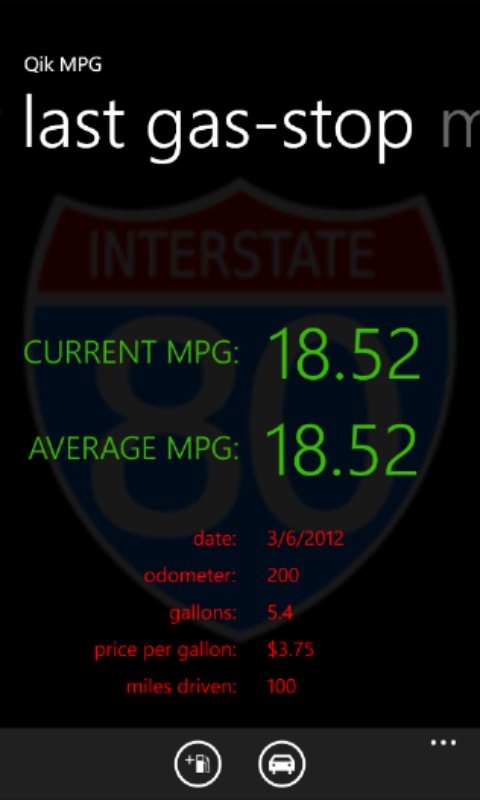 Qik MPG
last gas-stop m
INTERSTATE
80
CURRENT MPG: 18.52
AVERAGE MPG: 18.52
date: 3/6/2012
odometer: 200
gallons: 5.4
price per gallon: $3.75
miles driven: 100